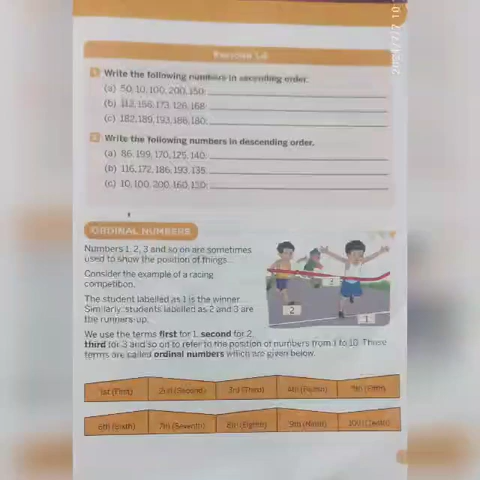 Exercise 1.6
1 Write the following numbers in ascending order.
(a) 50, 10, 100, 200, 150:
(b) 112, 156, 173, 126, 168:
(c) 182, 189, 193, 186, 180:
2 Write the following numbers in descending order.
(a) 86, 199, 170, 125, 140:
(b) 116, 172, 186, 193, 135:
(c) 10, 100, 200, 160, 130:
ORDINAL NUMBERS
Numbers 1, 2, 3 and so on are sometimes
used to show the position of things.
Consider the example of a racing
competition.
The student labelled as 1 is the winner.
Similarly, students labelled as 2 and 3 are
the runners-up.
2
3
1
We use the terms first for 1, second for 2,
third for 3 and so on to refer to the position of numbers from 1 to 10. These
terms are called ordinal numbers which are given below.
1st (First) 2nd (Second) 3rd (Third) 4th (Fourth) 5th (Fifth)
6th (Sixth) 7th (Seventh) 8th (Eighth) 9th (Ninth) 10th (Tenth)